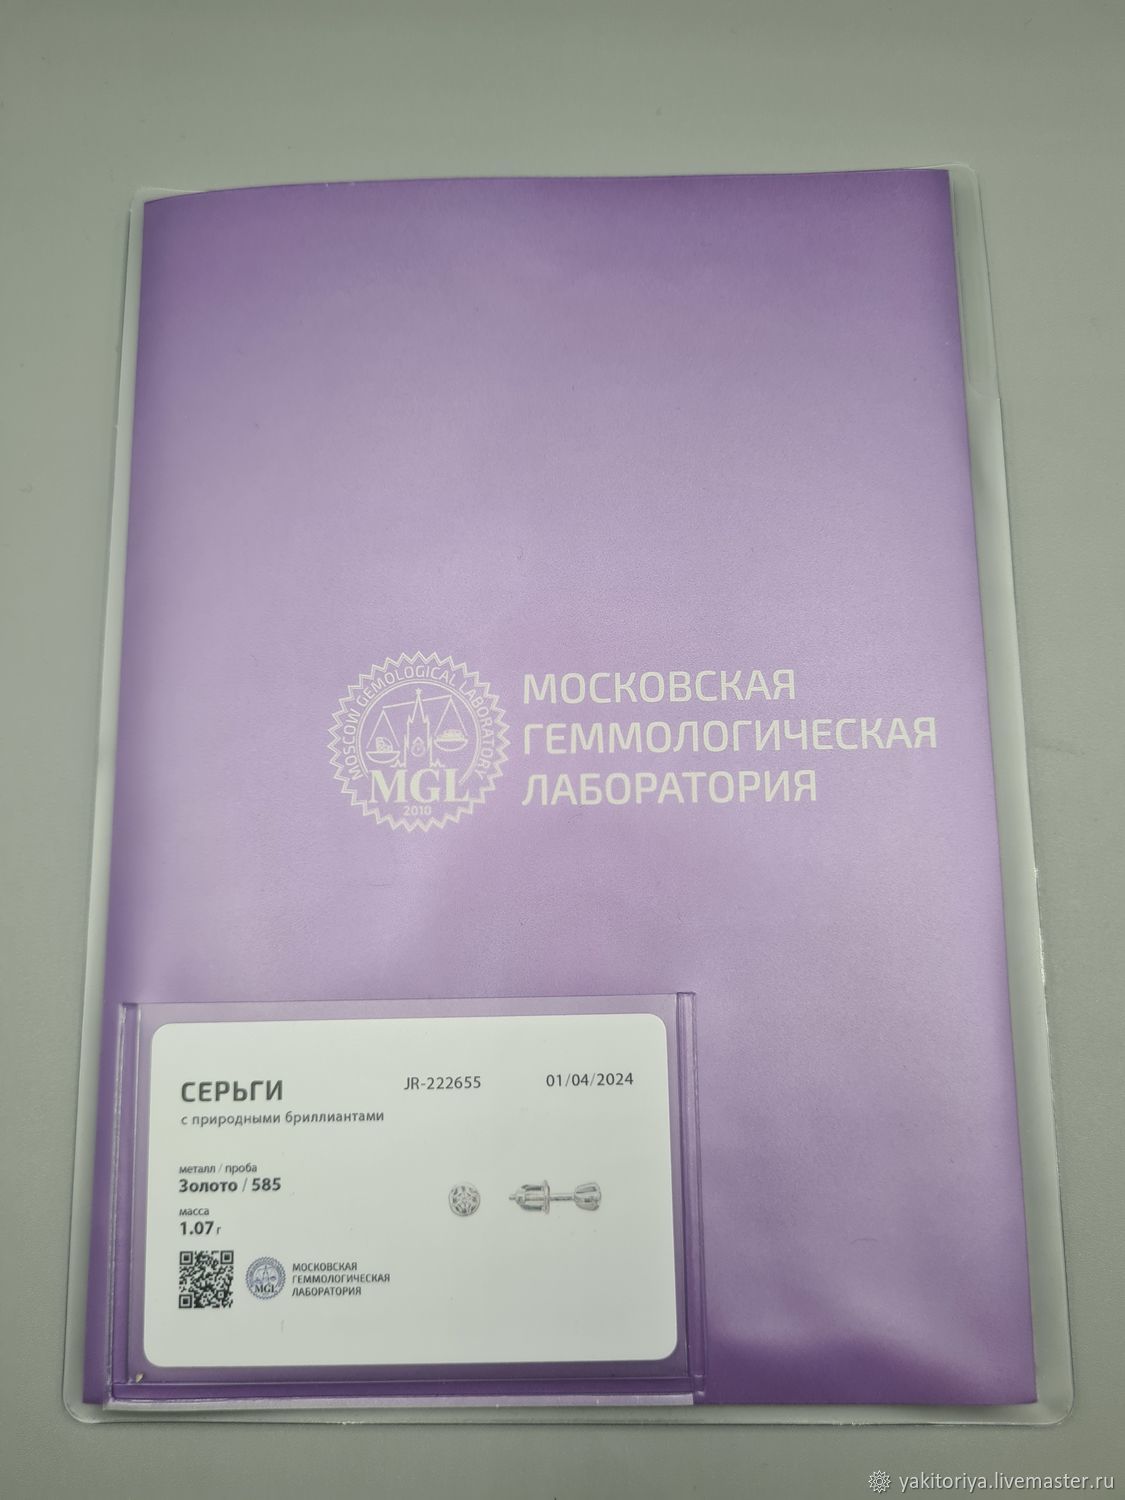 MOSCOW GEMOLOGICAL LABORATORY
MGL
2010
МОСКОВСКАЯ
ГЕММОЛОГИЧЕСКАЯ
ЛАБОРАТОРИЯ
СЕРЬГИ
JR-222655
01/04/2024
с природными бриллиантами
металл / проба
Золото / 585
масса
1.07 г
MGL
МОСКОВСКАЯ
ГЕММОЛОГИЧЕСКАЯ
ЛАБОРАТОРИЯ
yakitoriya.livemaster.ru